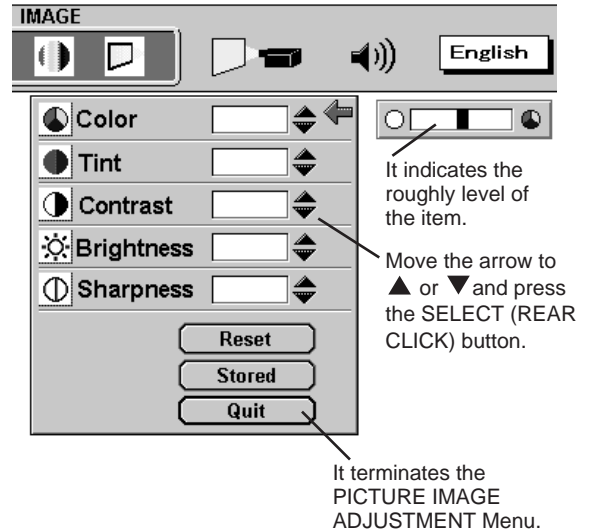 IMAGE
English
Color
Tint
Contrast
Brightness
Sharpness
Reset
Stored
Quit
It indicates the
roughly level of
the item.
Move the arrow to
▲ or ▼ and press
the SELECT (REAR
CLICK) button.
It terminates the
PICTURE IMAGE
ADJUSTMENT Menu.